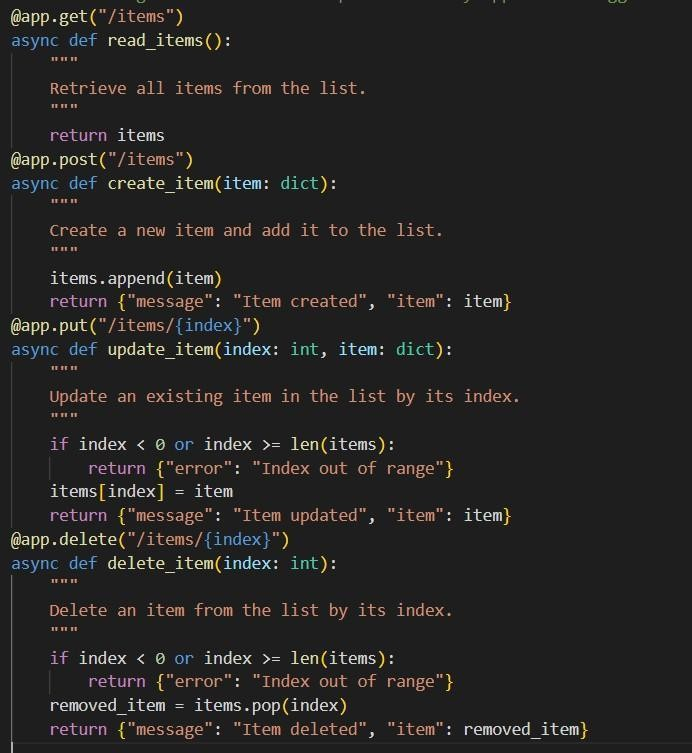 @app.get("/items")
async def read_items():
    """
    Retrieve all items from the list.
    """
    return items
@app.post("/items")
async def create_item(item: dict):
    """
    Create a new item and add it to the list.
    """
    items.append(item)
    return {"message": "Item created", "item": item}
@app.put("/items/{index}")
async def update_item(index: int, item: dict):
    """
    Update an existing item in the list by its index.
    """
    if index < 0 or index >= len(items):
        return {"error": "Index out of range"}
    items[index] = item
    return {"message": "Item updated", "item": item}
@app.delete("/items/{index}")
async def delete_item(index: int):
    """
    Delete an item from the list by its index.
    """
    if index < 0 or index >= len(items):
        return {"error": "Index out of range"}
    removed_item = items.pop(index)
    return {"message": "Item deleted", "item": removed_item}